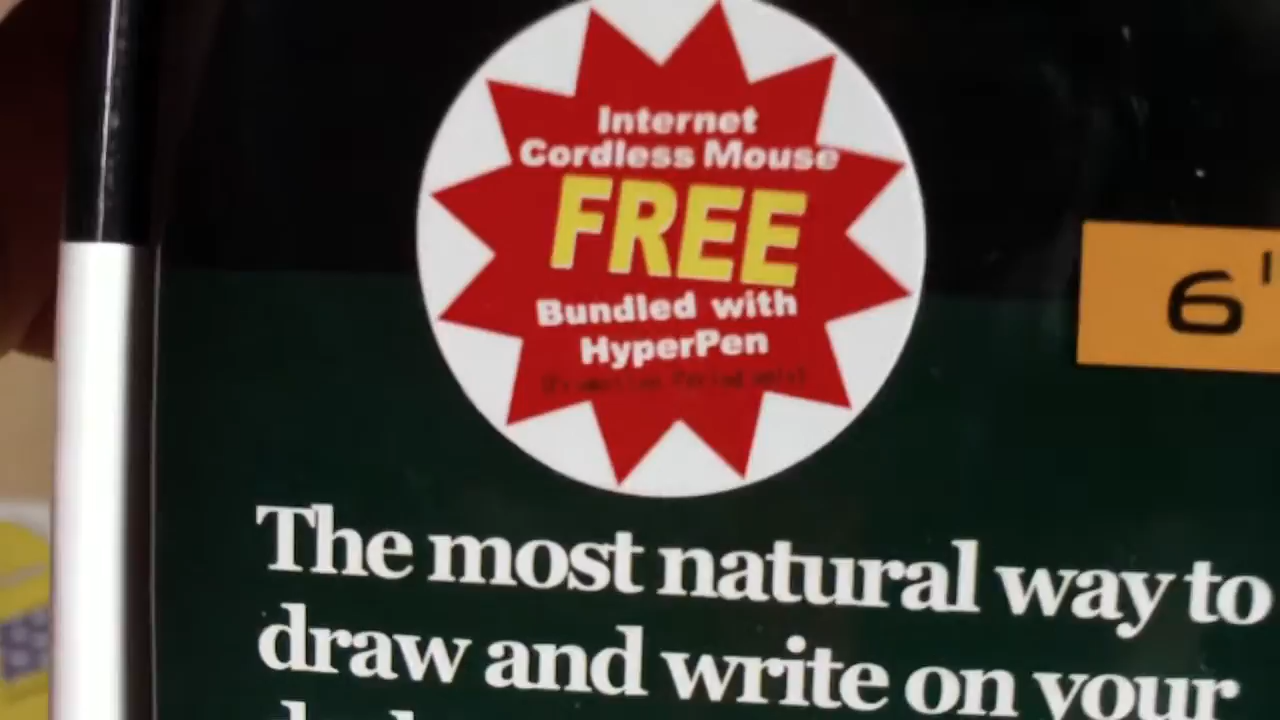 Internet
Cordless Mouse
FREE
Bundled with
HyperPen
6'
The most natural way to
draw and write on your